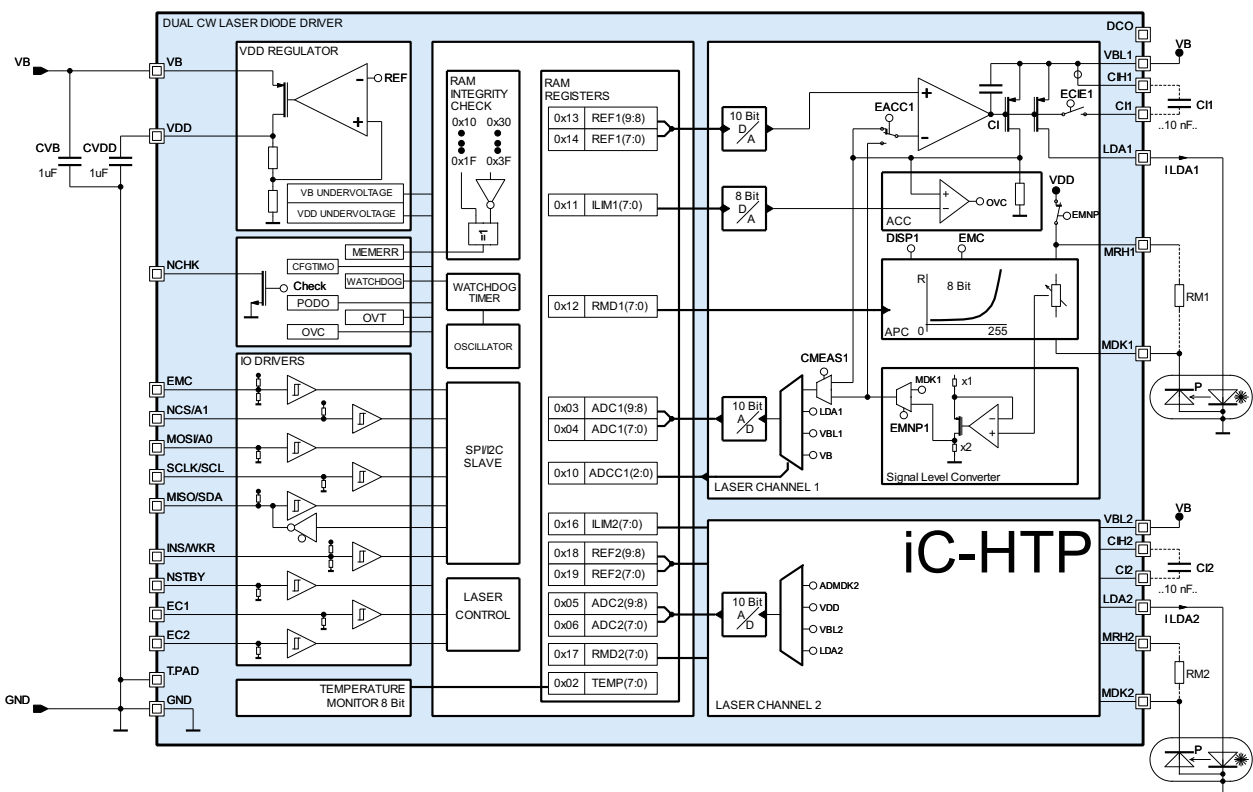 DUAL CW LASER DIODE DRIVER
VB
VB
VDD
CVB
1uF
CVDD
1uF
NCHK
EMC
NCS/A1
MOSI/A0
SCLK/SCL
MISO/SDA
INS/WKR
NSTBY
EC1
EC2
T.PAD
GND
GND
VDD REGULATOR
REF
VB UNDERVOLTAGE
VDD UNDERVOLTAGE
MEMERR
CFGTIMO
WATCHDOG
Check
PODO
OVT
OVC
IO DRIVERS
TEMPERATURE
MONITOR 8 Bit
RAM
INTEGRITY
CHECK
0x10 0x30
0x1F 0x3F
=1
WATCHDOG
TIMER
OSCILLATOR
SPI/I2C
SLAVE
LASER
CONTROL
RAM
REGISTERS
0x13 REF1(9:8)
0x14 REF1(7:0)
0x11 ILIM1(7:0)
0x12 RMD1(7:0)
0x03 ADC1(9:8)
0x04 ADC1(7:0)
0x10 ADCC1(2:0)
0x16 ILIM2(7:0)
0x18 REF2(9:8)
0x19 REF2(7:0)
0x05 ADC2(9:8)
0x06 ADC2(7:0)
0x17 RMD2(7:0)
0x02 TEMP(7:0)
10 Bit
D/A
8 Bit
D/A
EACC1
CI
ECIE1
OVC
ACC
VDD
EMNP
DISP1
EMC
R
8 Bit
APC
0
255
CMEAS1
10 Bit
A/D
LDA1
VBL1
VB
MDK1
EMNP1
x1
x2
Signal Level Converter
LASER CHANNEL 1
iC-HTP
10 Bit
A/D
ADMDK2
VDD
VBL2
LDA2
LASER CHANNEL 2
DCO
VBL1
VB
CIH1
CI1
CI1
..10 nF..
LDA1
ILDA1
MRH1
RM1
MDK1
P
VBL2
VB
CIH2
CI2
CI2
..10 nF..
LDA2
ILDA2
MRH2
RM2
MDK2
P